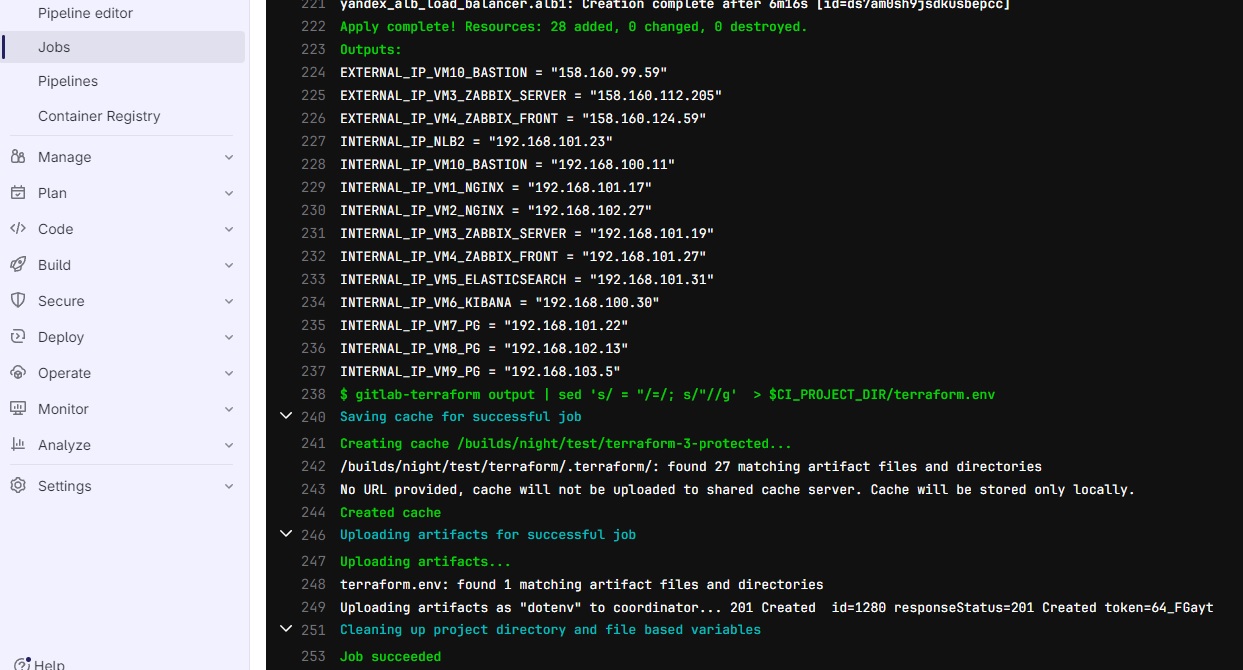 Pipeline editor
Jobs
Pipelines
Container Registry
Manage
Plan
Code
Build
Secure
Deploy
Operate
Monitor
Analyze
Settings
Help
221 yandex_alb_load_balancer.alb1: Creation complete after 6m16s
222 Apply complete! Resources: 28 added, 0 changed, 0 destroyed.
223 Outputs:
224 EXTERNAL_IP_VM10_BASTION = "158.160.99.59"
225 EXTERNAL_IP_VM3_ZABBIX_SERVER = "158.160.112.205"
226 EXTERNAL_IP_VM4_ZABBIX_FRONT = "158.160.124.59"
227 INTERNAL_IP_NLB2 = "192.168.101.23"
228 INTERNAL_IP_VM10_BASTION = "192.168.100.11"
229 INTERNAL_IP_VM1_NGINX = "192.168.101.17"
230 INTERNAL_IP_VM2_NGINX = "192.168.102.27"
231 INTERNAL_IP_VM3_ZABBIX_SERVER = "192.168.101.19"
232 INTERNAL_IP_VM4_ZABBIX_FRONT = "192.168.101.27"
233 INTERNAL_IP_VM5_ELASTICSEARCH = "192.168.101.31"
234 INTERNAL_IP_VM6_KIBANA = "192.168.100.30"
235 INTERNAL_IP_VM7_PG = "192.168.101.22"
236 INTERNAL_IP_VM8_PG = "192.168.102.13"
237 INTERNAL_IP_VM9_PG = "192.168.103.5"
238 $ gitlab-terraform output | sed 's/ = "/=/; s/"//g'  > $CI_PROJECT_DIR/terraform.env
240 Saving cache for successful job
241 Creating cache /builds/night/test/terraform-3-protected...
242 /builds/night/test/terraform/.terraform/: found 27 matching artifact files and directories
243 No URL provided, cache will not be uploaded to shared cache server. Cache will be stored only locally.
244 Created cache
246 Uploading artifacts for successful job
247 Uploading artifacts...
248 terraform.env: found 1 matching artifact files and directories
249 Uploading artifacts as "dotenv" to coordinator... 201 Created  id=1280 responseStatus=201 Created token=64_FGayt
251 Cleaning up project directory and file based variables
253 Job succeeded